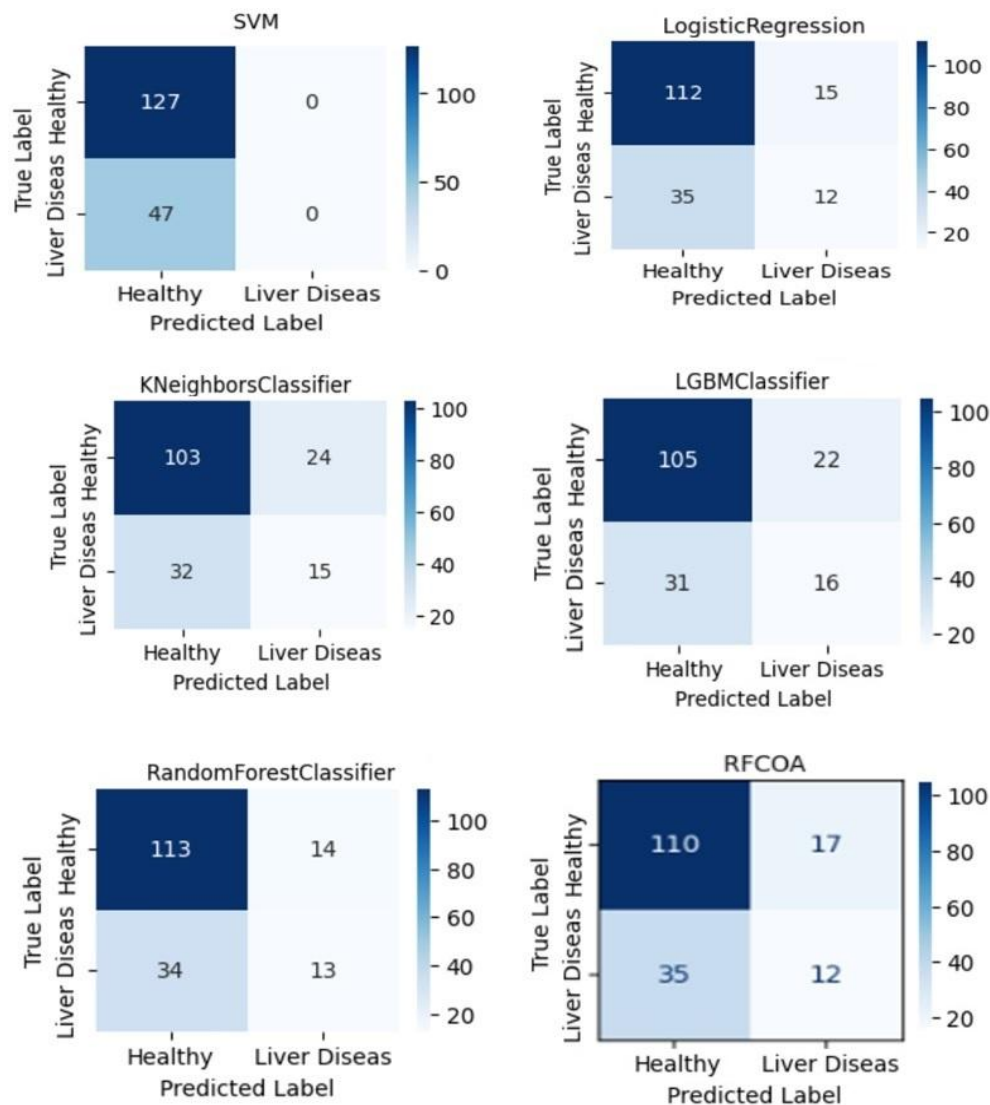 SVM
True Label
Liver Diseas Healthy
127 0
47 0
100
50
0
Healthy Liver Diseas
Predicted Label
LogisticRegression
True Label
Liver Diseas Healthy
112 15
35 12
100
80
60
40
20
Healthy Liver Diseas
Predicted Label
KNeighborsClassifier
True Label
Liver Diseas Healthy
103 24
32 15
100
80
60
40
20
Healthy Liver Diseas
Predicted Label
LGBMClassifier
True Label
Liver Diseas Healthy
105 22
31 16
100
80
60
40
20
Healthy Liver Diseas
Predicted Label
RandomForestClassifier
True Label
Liver Diseas Healthy
113 14
34 13
100
80
60
40
20
Healthy Liver Diseas
Predicted Label
RFCOA
True Label
Liver Diseas Healthy
110 17
35 12
100
80
60
40
20
Healthy Liver Diseas
Predicted Label